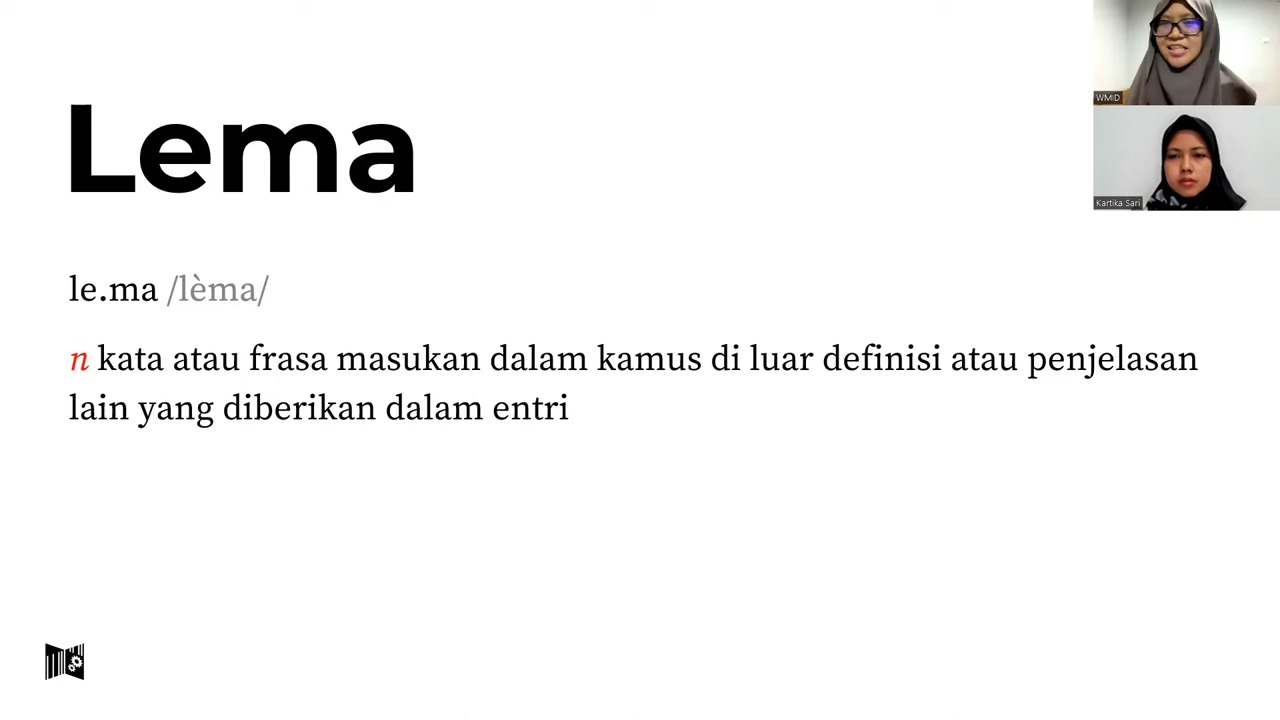 Lema
WMID
Kartika Sari
le.ma /lèma/
n kata atau frasa masukan dalam kamus di luar definisi atau penjelasan
lain yang diberikan dalam entri